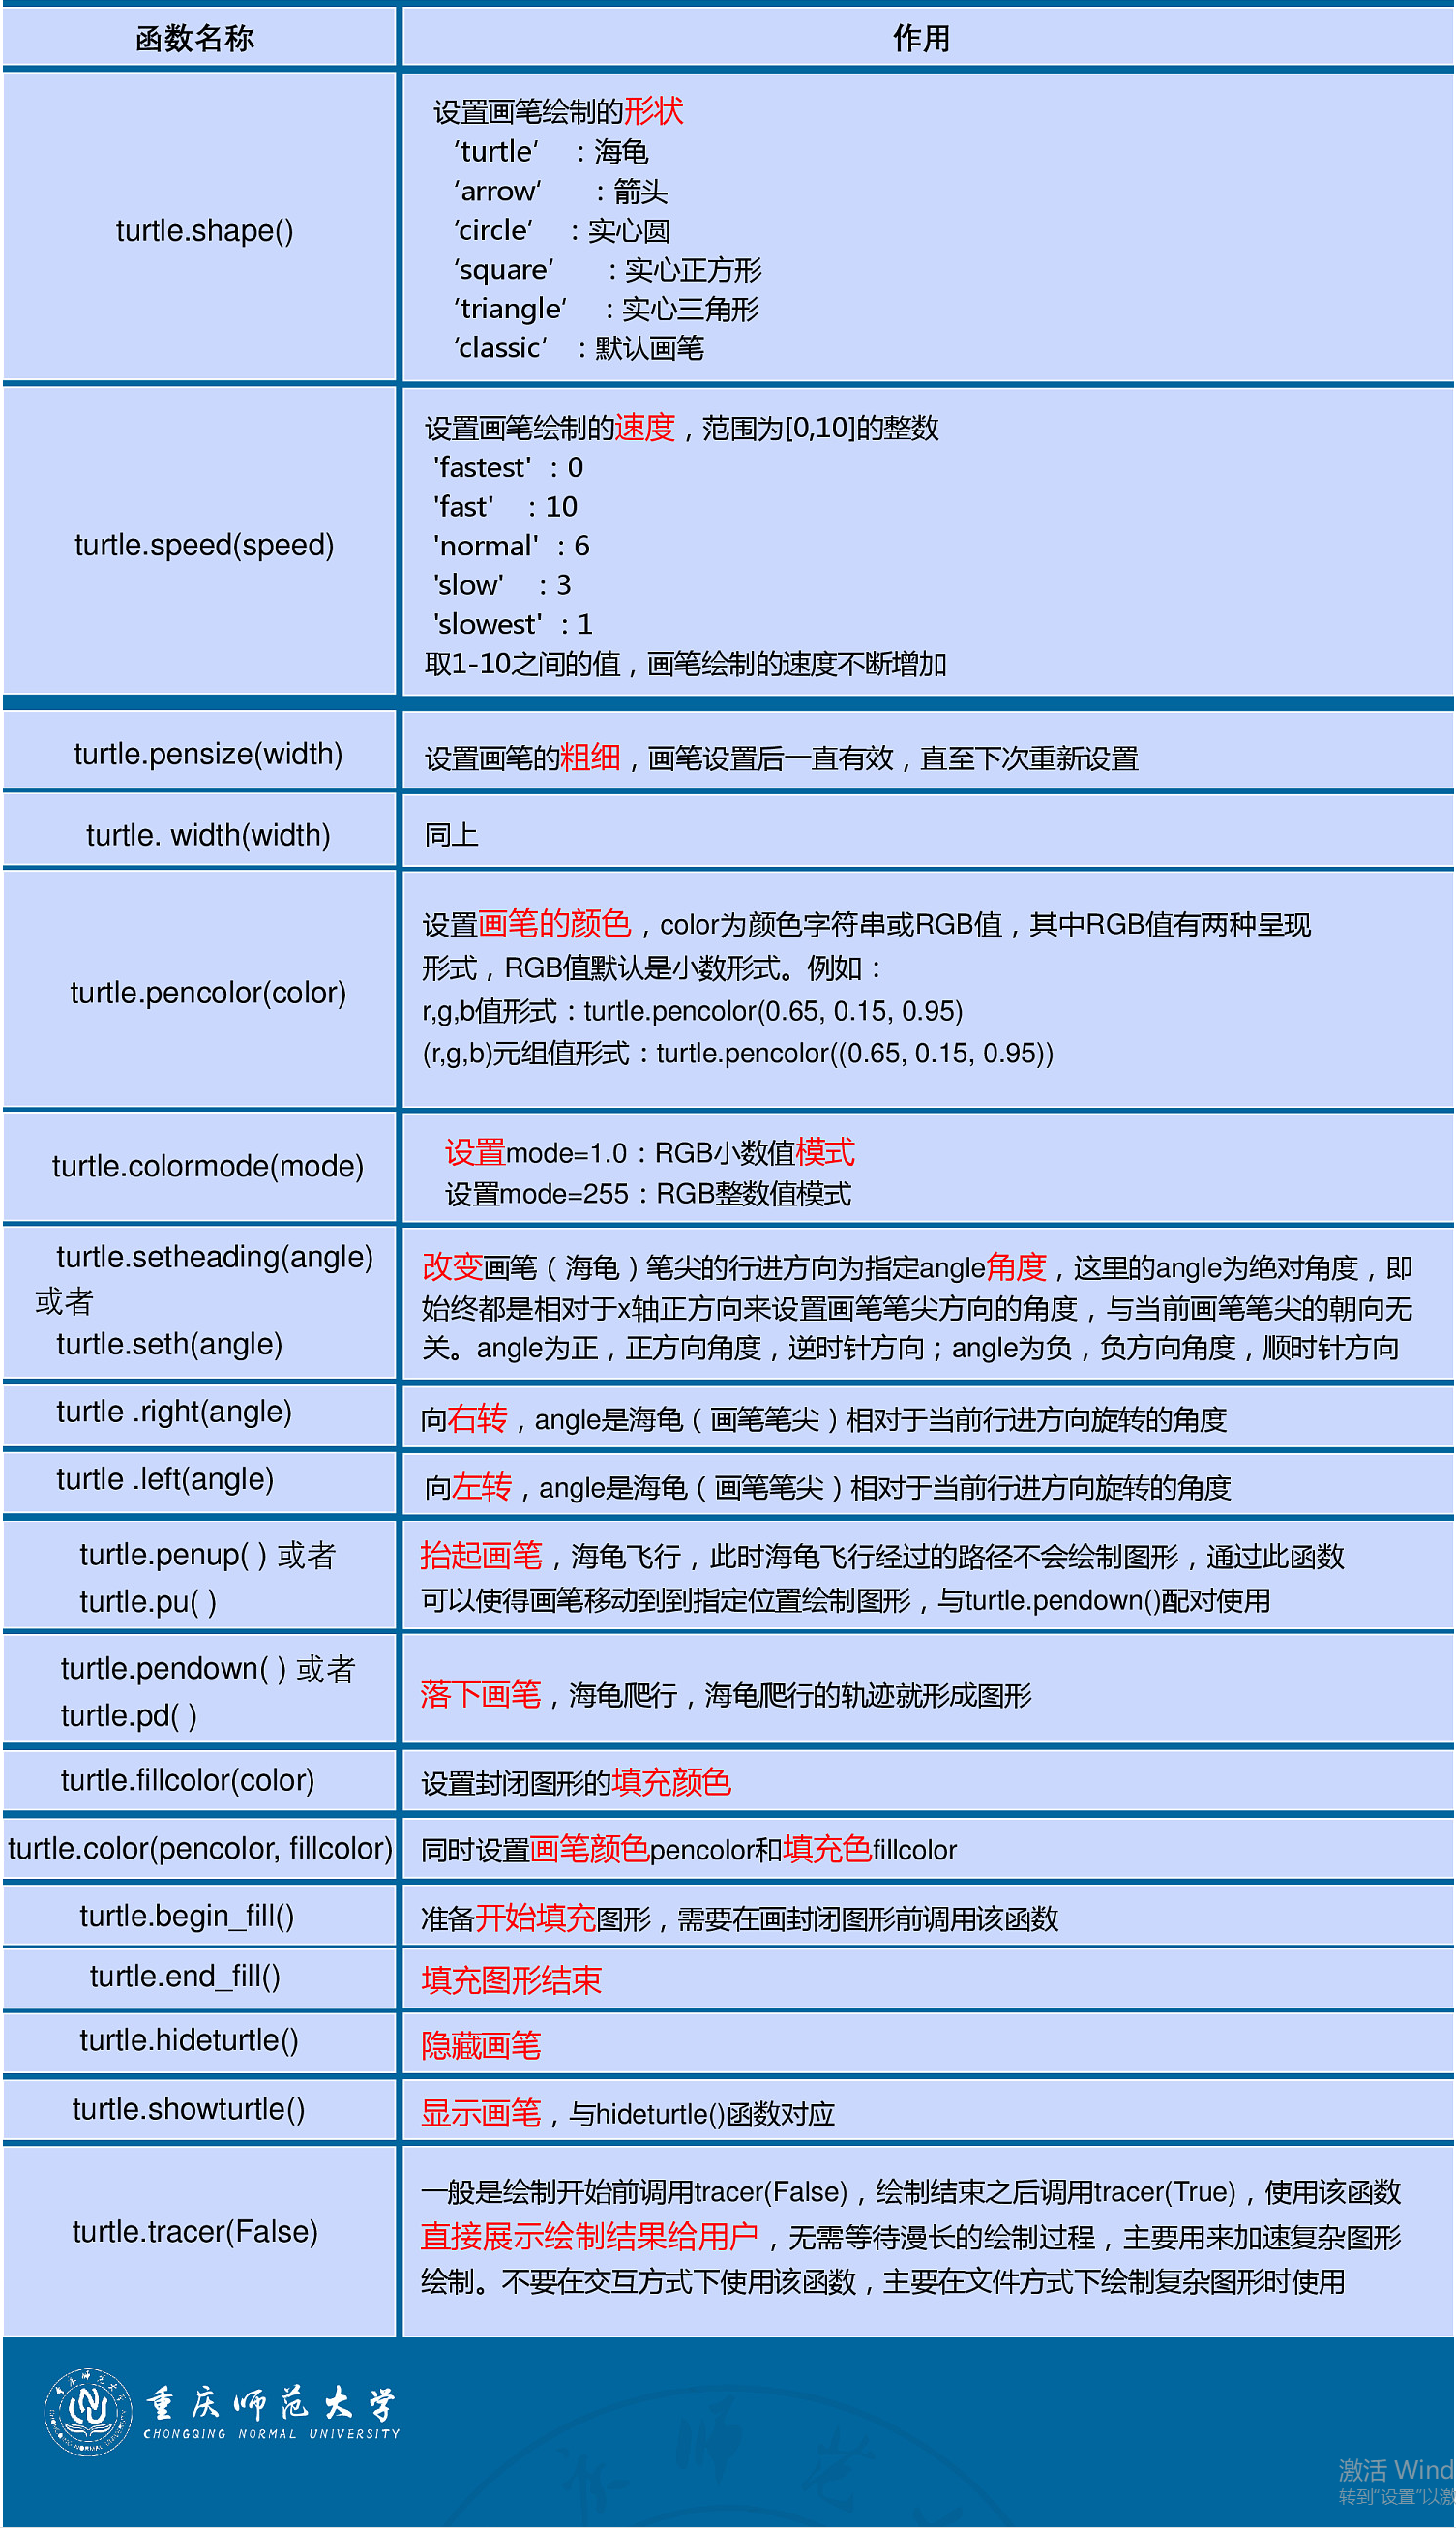 函数名称 作用
turtle.shape()
设置画笔绘制的形状
‘turtle’ ：海龟
‘arrow’ ：箭头
‘circle’ ：实心圆
‘square’ ：实心正方形
‘triangle’ ：实心三角形
‘classic’ ：默认画笔
turtle.speed(speed)
设置画笔绘制的速度，范围为[0,10]的整数
'fastest' ：0
'fast' ：10
'normal' ：6
'slow' ：3
'slowest' ：1
取1-10之间的值，画笔绘制的速度不断增加
turtle.pensize(width)
设置画笔的粗细，画笔设置后一直有效，直至下次重新设置
turtle. width(width)
同上
turtle.pencolor(color)
设置画笔的颜色，color为颜色字符串或RGB值，其中RGB值有两种呈现
形式，RGB值默认是小数形式。例如：
r,g,b值形式：turtle.pencolor(0.65, 0.15, 0.95)
(r,g,b)元组值形式：turtle.pencolor((0.65, 0.15, 0.95))
turtle.colormode(mode)
设置mode=1.0：RGB小数值模式
设置mode=255：RGB整数值模式
turtle.setheading(angle)
或者
turtle.seth(angle)
改变画笔（海龟）笔尖的行进方向为指定angle角度，这里的angle为绝对角度，即
始终都是相对于x轴正方向来设置画笔笔尖方向的角度，与当前画笔笔尖的朝向无
关。angle为正，正方向角度，逆时针方向；angle为负，负方向角度，顺时针方向
turtle .right(angle)
向右转，angle是海龟（画笔笔尖）相对于当前行进方向旋转的角度
turtle .left(angle)
向左转，angle是海龟（画笔笔尖）相对于当前行进方向旋转的角度
turtle.penup( ) 或者
turtle.pu( )
抬起画笔，海龟飞行，此时海龟飞行经过的路径不会绘制图形，通过此函数
可以使得画笔移动到到指定位置绘制图形，与turtle.pendown()配对使用
turtle.pendown( ) 或者
turtle.pd( )
落下画笔，海龟爬行，海龟爬行的轨迹就形成图形
turtle.fillcolor(color)
设置封闭图形的填充颜色
turtle.color(pencolor, fillcolor)
同时设置画笔颜色pencolor和填充色fillcolor
turtle.begin_fill()
准备开始填充图形，需要在画封闭图形前调用该函数
turtle.end_fill()
填充图形结束
turtle.hideturtle()
隐藏画笔
turtle.showturtle()
显示画笔，与hideturtle()函数对应
turtle.tracer(False)
一般是绘制开始前调用tracer(False)，绘制结束之后调用tracer(True)，使用该函数
直接展示绘制结果给用户，无需等待漫长的绘制过程，主要用来加速复杂图形
绘制。不要在交互方式下使用该函数，主要在文件方式下绘制复杂图形时使用
重庆师范大学
CHONGQING NORMAL UNIVERSITY
激活 Wind
转到“设置”以激